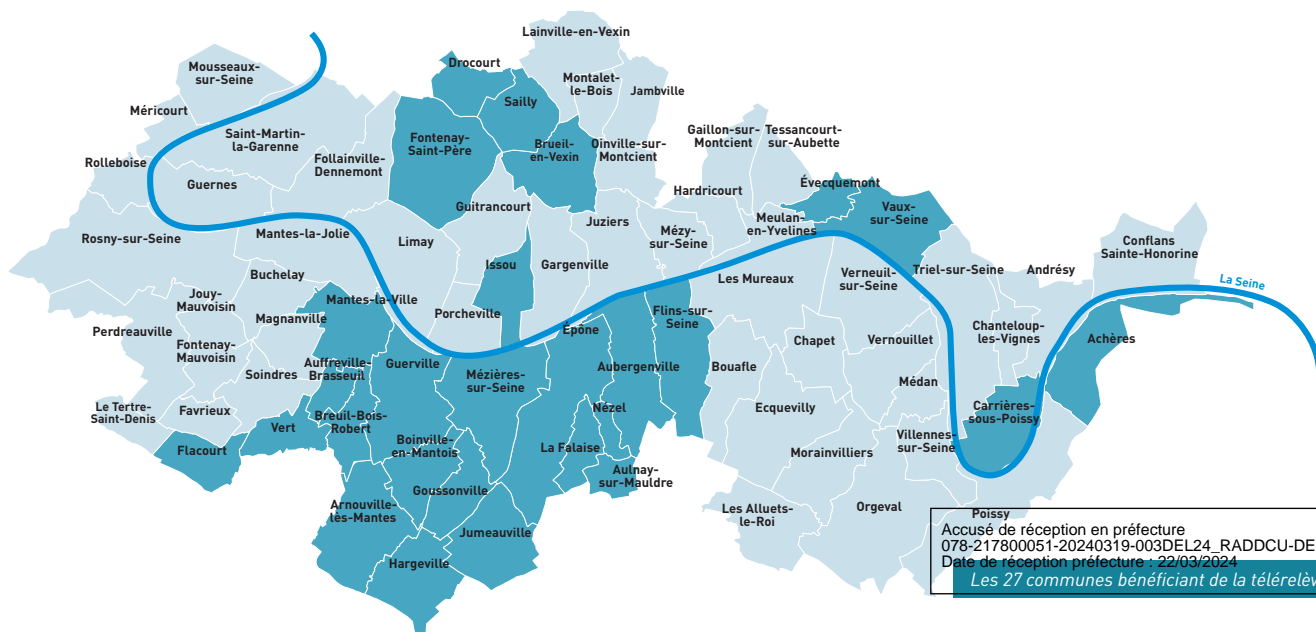 Lainville-en-Vexin
Drocourt
Mousseaux-
sur-Seine
Montalet-
le-Bois
Jambville
Sailly
Méricourt
Saint-Martin-
la-Garenne
Fontenay-
Saint-Père
Brueil-
en-Vexin
Oinville-sur-
Montcient
Gaillon-sur-
Montcient
Tessancourt-
sur-Aubette
Rolleboise
Follainville-
Dennemont
Guernes
Hardricourt
Évecquemont
Guitrancourt
Vaux-
sur-Seine
Juziers
Meulan-
en-Yvelines
Rosny-sur-Seine
Mantes-la-Jolie
Limay
Mézy-
sur-Seine
Conflans
Sainte-Honorine
Issou
Gargenville
Buchelay
Les Mureaux
Verneuil-
sur-Seine
Triel-sur-Seine
Andrésy
La Seine
Jouy-
Mauvoisin
Mantes-la-Ville
Porcheville
Flins-sur-
Seine
Magnanville
Perdreauville
Épône
Chanteloup-
les-Vignes
Achères
Fontenay-
Mauvoisin
Chapet
Vernouillet
Auffreville-
Brasseuil
Guerville
Mézières-
sur-Seine
Aubergenville
Bouafle
Soindres
Médan
Ecquevilly
Le Tertre-
Saint-Denis
Favrieux
Breuil-Bois-
Robert
Nézel
Carrières-
sous-Poissy
Vert
Flacourt
Boinville-
en-Mantois
La Falaise
Villennes-
sur-Seine
Morainvilliers
Aulnay-
sur-Mauldre
Goussonville
Arnouville-
lès-Mantes
Les Alluets-
le-Roi
Orgeval
Poissy
Jumeauville
Hargeville
Accusé de réception en préfecture
078-217800051-20240319-003DEL24_RADDCU-DE
Date de réception préfecture : 22/03/2024
Les 27 communes bénéficiant de la